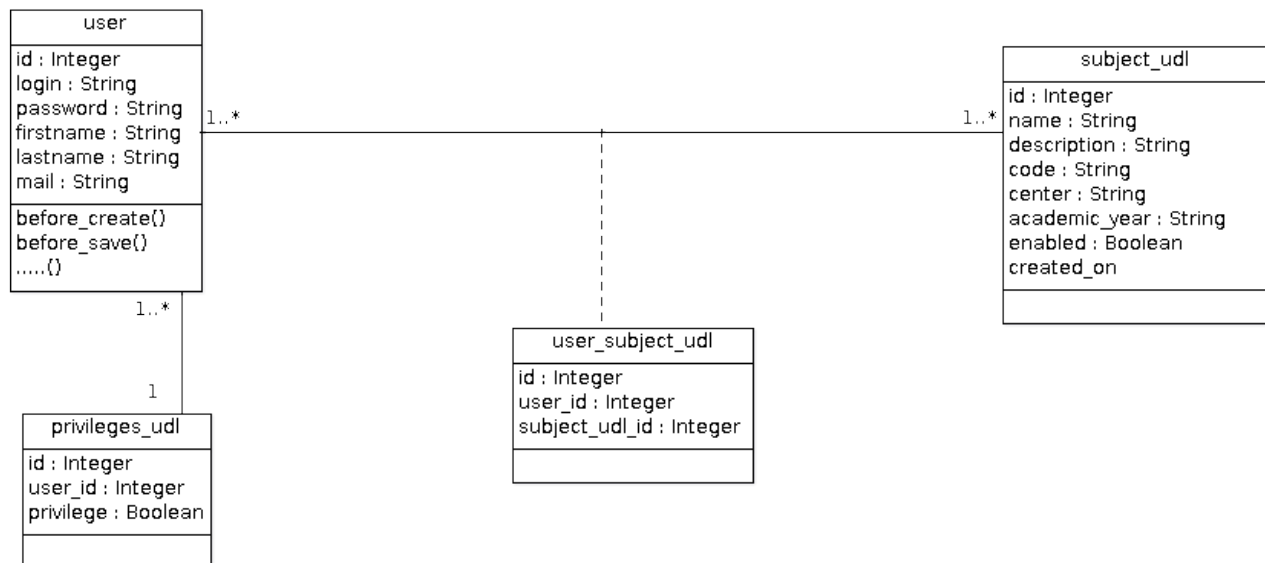 user
id : Integer
login : String
password : String
firstname : String
lastname : String
mail : String
before_create()
before_save()
.....()
1..*
1..*
subject_udl
id : Integer
name : String
description : String
code : String
center : String
academic_year : String
enabled : Boolean
created_on
1..*
1
user_subject_udl
id : Integer
user_id : Integer
subject_udl_id : Integer
privileges_udl
id : Integer
user_id : Integer
privilege : Boolean